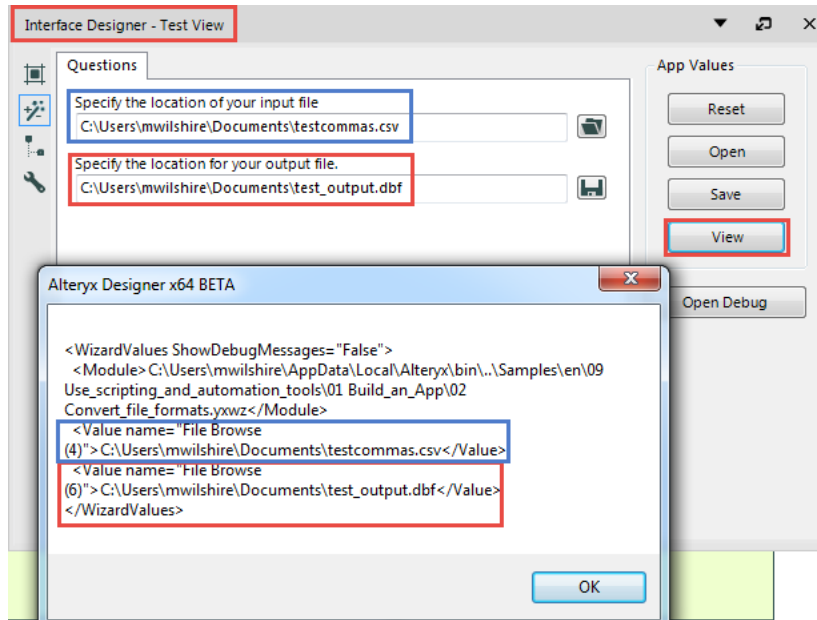 Interface Designer - Test View
Questions
App Values
Specify the location of your input file
C:\Users\mwilshire\Documents\testcommas.csv
Reset
Open
Specify the location for your output file.
C:\Users\mwilshire\Documents\test_output.dbf
Save
View
Alteryx Designer x64 BETA
Open Debug
<WizardValues ShowDebugMessages="False">
<Module>C:\Users\mwilshire\AppData\Local\Alteryx\bin\..\Samples\en\09
Use_scripting_and_automation_tools\01 Build_an_App\02
Convert_file_formats.yxwz</Module>
<Value name="File Browse
(4)">C:\Users\mwilshire\Documents\testcommas.csv</Value>
<Value name="File Browse
(6)">C:\Users\mwilshire\Documents\test_output.dbf</Value>
</WizardValues>
OK